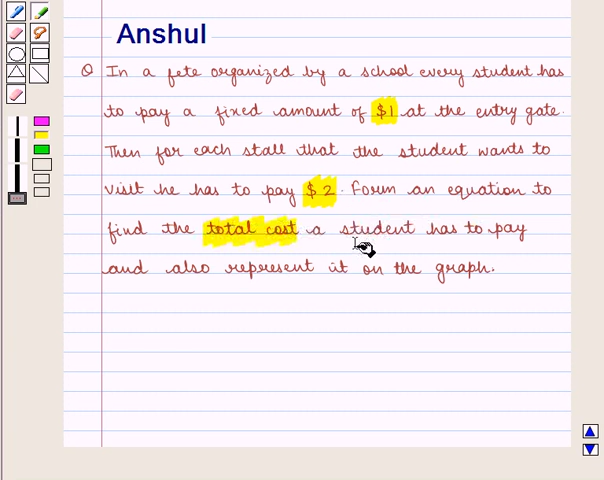 Anshul
Q In a fete organized by a school every student has
to pay a fixed amount of $1 at the entry gate.
Then for each stall that the student wants to
visit he has to pay $2. Form an equation to
find the total cost a student has to pay
and also represent it on the graph.